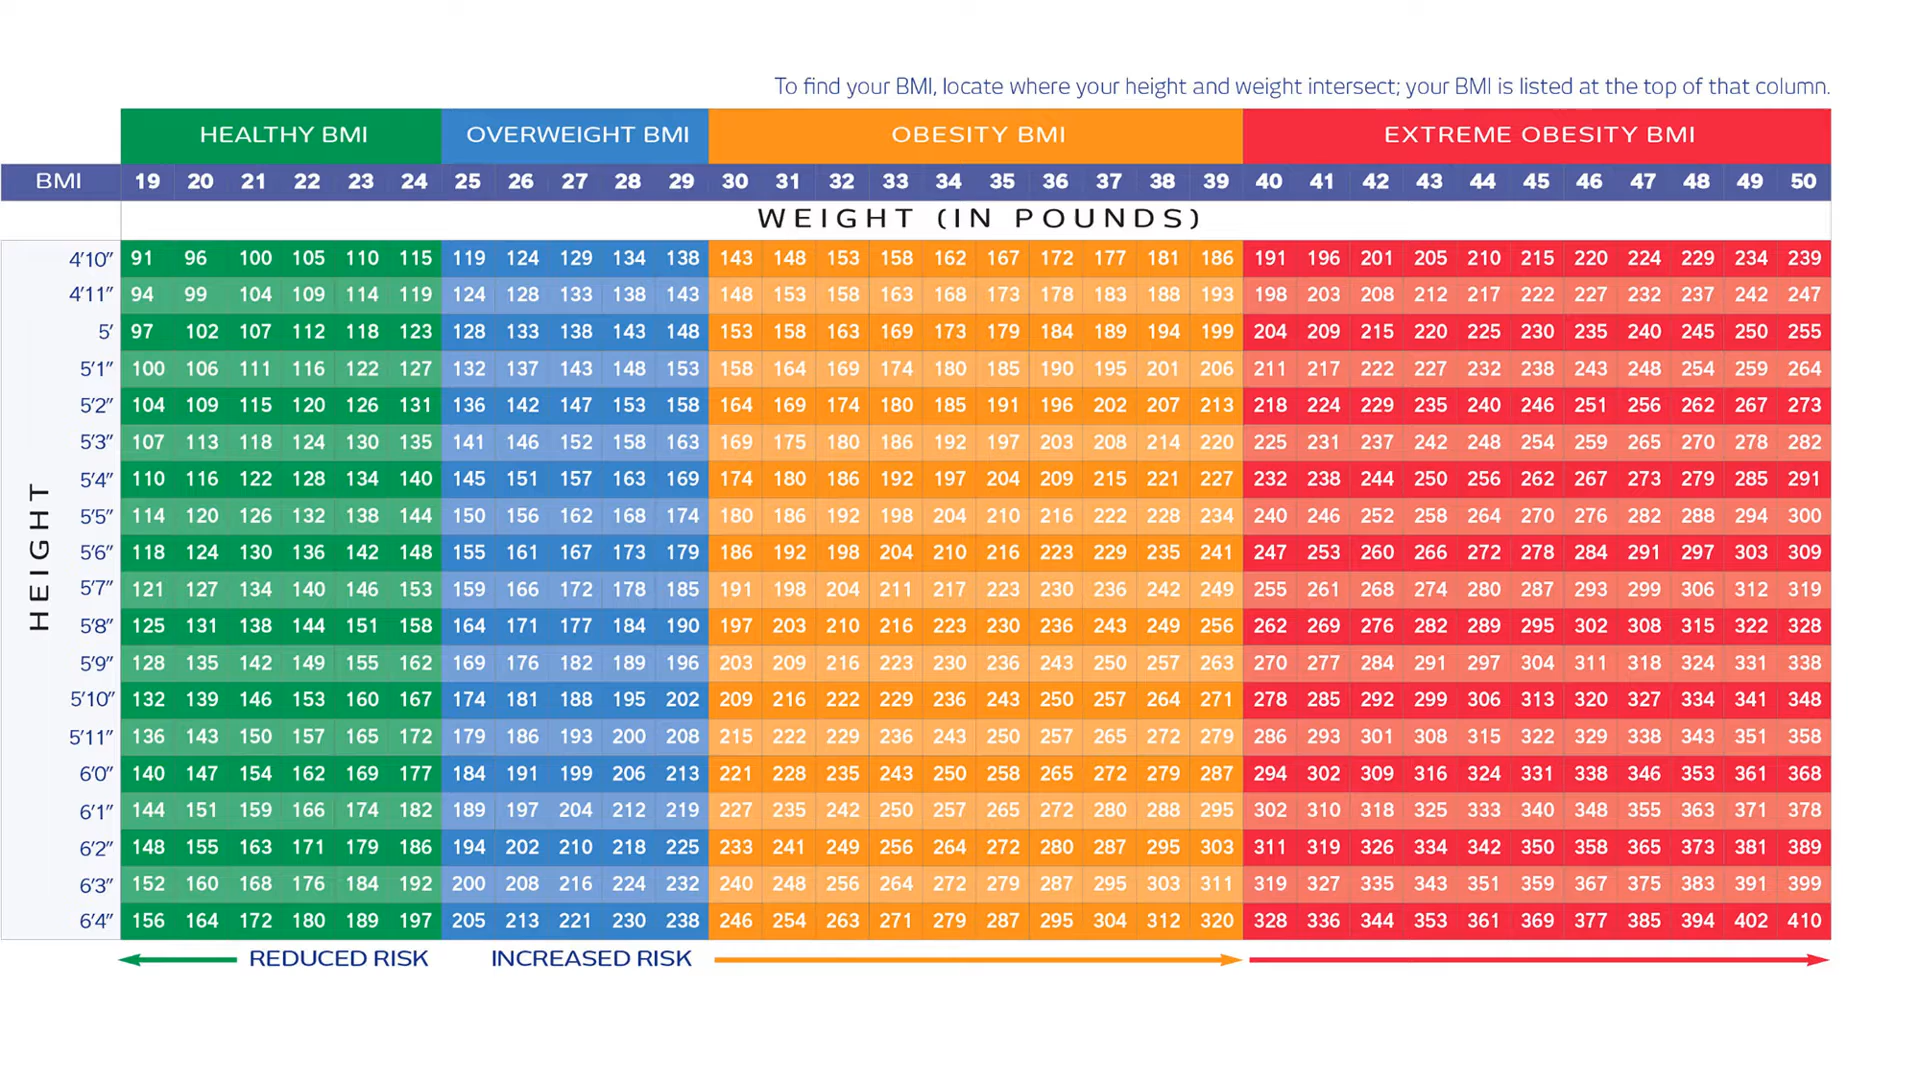 To find your BMI, locate where your height and weight intersect; your BMI is listed at the top of that column.
HEALTHY BMI OVERWEIGHT BMI OBESITY BMI EXTREME OBESITY BMI
BMI 19 20 21 22 23 24 25 26 27 28 29 30 31 32 33 34 35 36 37 38 39 40 41 42 43 44 45 46 47 48 49 50
WEIGHT (IN POUNDS)
HEIGHT
4'10" 91 96 100 105 110 115 119 124 129 134 138 143 148 153 158 162 167 172 177 181 186 191 196 201 205 210 215 220 224 229 234 239
4'11" 94 99 104 109 114 119 124 128 133 138 143 148 153 158 163 168 173 178 183 188 193 198 203 208 212 217 222 227 232 237 242 247
5' 97 102 107 112 118 123 128 133 138 143 148 153 158 163 169 173 179 184 189 194 199 204 209 215 220 225 230 235 240 245 250 255
5'1" 100 106 111 116 122 127 132 137 143 148 153 158 164 169 174 180 185 190 195 201 206 211 217 222 227 232 238 243 248 254 259 264
5'2" 104 109 115 120 126 131 136 142 147 153 158 164 169 174 180 185 191 196 202 207 213 218 224 229 235 240 246 251 256 262 267 273
5'3" 107 113 118 124 130 135 141 146 152 158 163 169 175 180 186 192 197 203 208 214 220 225 231 237 242 248 254 259 265 270 278 282
5'4" 110 116 122 128 134 140 145 151 157 163 169 174 180 186 192 197 204 209 215 221 227 232 238 244 250 256 262 267 273 279 285 291
5'5" 114 120 126 132 138 144 150 156 162 168 174 180 186 192 198 204 210 216 222 228 234 240 246 252 258 264 270 276 282 288 294 300
5'6" 118 124 130 136 142 148 155 161 167 173 179 186 192 198 204 210 216 223 229 235 241 247 253 260 266 272 278 284 291 297 303 309
5'7" 121 127 134 140 146 153 159 166 172 178 185 191 198 204 211 217 223 230 236 242 249 255 261 268 274 280 287 293 299 306 312 319
5'8" 125 131 138 144 151 158 164 171 177 184 190 197 203 210 216 223 230 236 243 249 256 262 269 276 282 289 295 302 308 315 322 328
5'9" 128 135 142 149 155 162 169 176 182 189 196 203 209 216 223 230 236 243 250 257 263 270 277 284 291 297 304 311 318 324 331 338
5'10" 132 139 146 153 160 167 174 181 188 195 202 209 216 222 229 236 243 250 257 264 271 278 285 292 299 306 313 320 327 334 341 348
5'11" 136 143 150 157 165 172 179 186 193 200 208 215 222 229 236 243 250 257 265 272 279 286 293 301 308 315 322 329 338 343 351 358
6'0" 140 147 154 162 169 177 184 191 199 206 213 221 228 235 243 250 258 265 272 279 287 294 302 309 316 324 331 338 346 353 361 368
6'1" 144 151 159 166 174 182 189 197 204 212 219 227 235 242 250 257 265 272 280 288 295 302 310 318 325 333 340 348 355 363 371 378
6'2" 148 155 163 171 179 186 194 202 210 218 225 233 241 249 256 264 272 280 287 295 303 311 319 326 334 342 350 358 365 373 381 389
6'3" 152 160 168 176 184 192 200 208 216 224 232 240 248 256 264 272 279 287 295 303 311 319 327 335 343 351 359 367 375 383 391 399
6'4" 156 164 172 180 189 197 205 213 221 230 238 246 254 263 271 279 287 295 304 312 320 328 336 344 353 361 369 377 385 394 402 410
REDUCED RISK INCREASED RISK